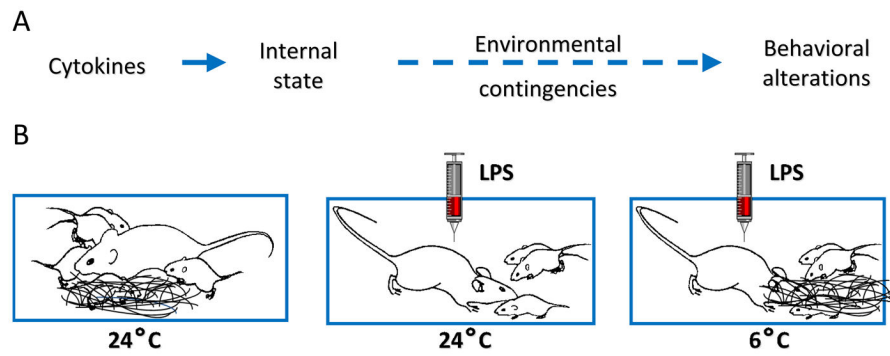 A
Cytokines
Internal
state
Environmental
contingencies
Behavioral
alterations
B
LPS
LPS
24°C
24°C
6°C